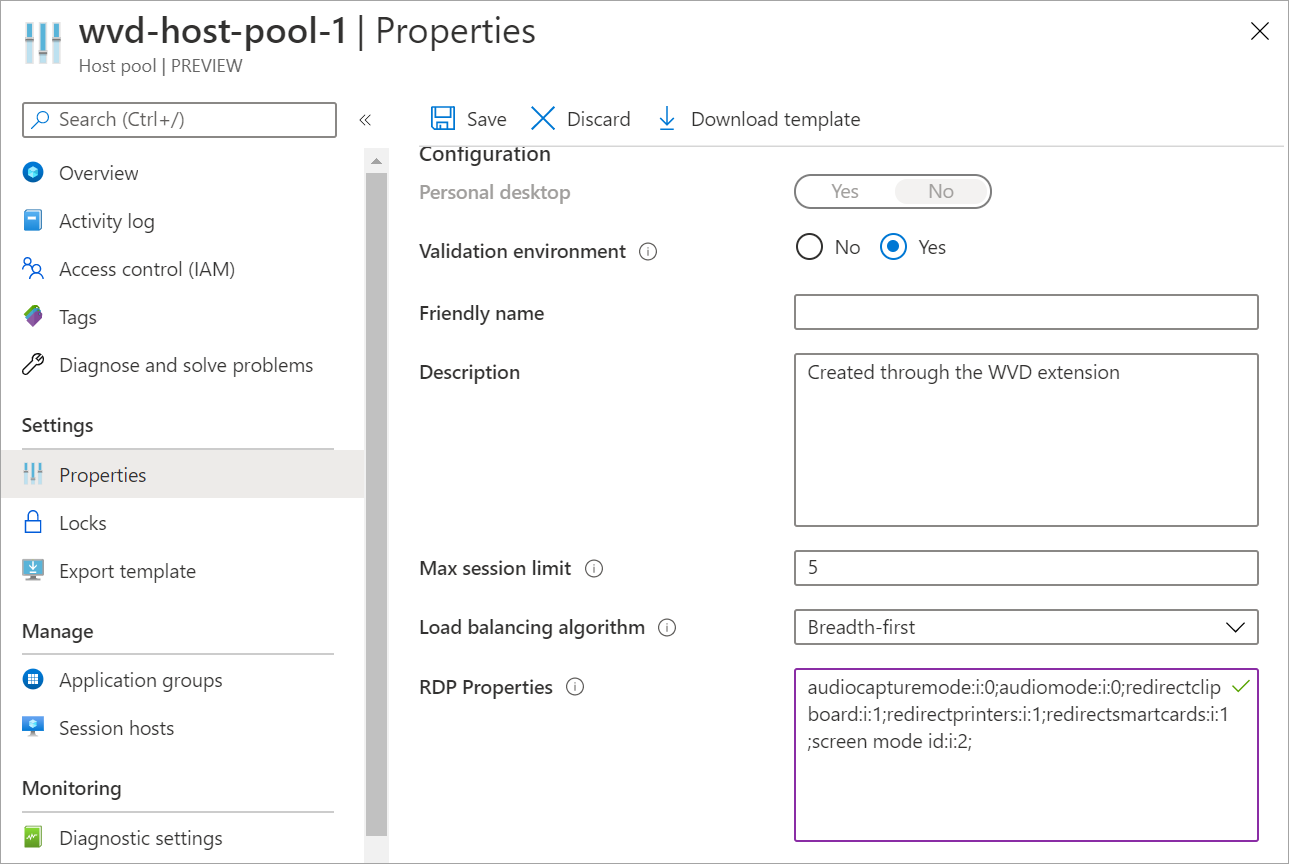 wvd-host-pool-1 | Properties
Host pool | PREVIEW
Search (Ctrl+/)
«
Overview
Activity log
Access control (IAM)
Tags
Diagnose and solve problems
Settings
Properties
Locks
Export template
Manage
Application groups
Session hosts
Monitoring
Diagnostic settings
Save
Discard
Download template
Configuration
Personal desktop
Yes
No
Validation environment
No
Yes
Friendly name
Description
Created through the WVD extension
Max session limit
5
Load balancing algorithm
Breadth-first
RDP Properties
audiocapturemode:i:0;audiomode:i:0;redirectclip
board:i:1;redirectprinters:i:1;redirectsmartcards:i:1
;screen mode id:i:2;